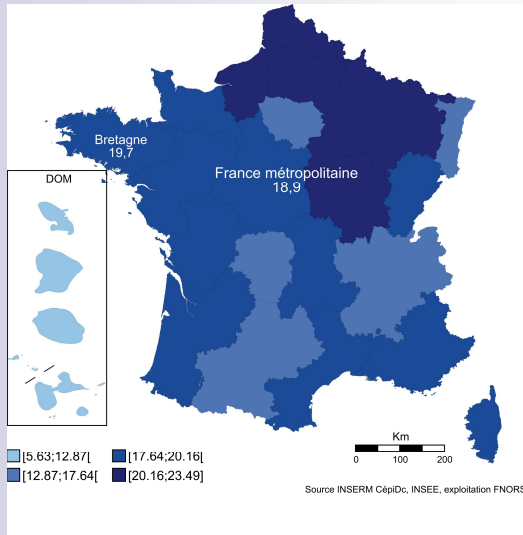 Bretagne
19,7
France métropolitaine
18,9
DOM
[5.63;12.87[
[17.64;20.16[
[12.87;17.64[
[20.16;23.49]
Km
0 100 200
Source INSERM CépiDc, INSEE, exploitation FNORS